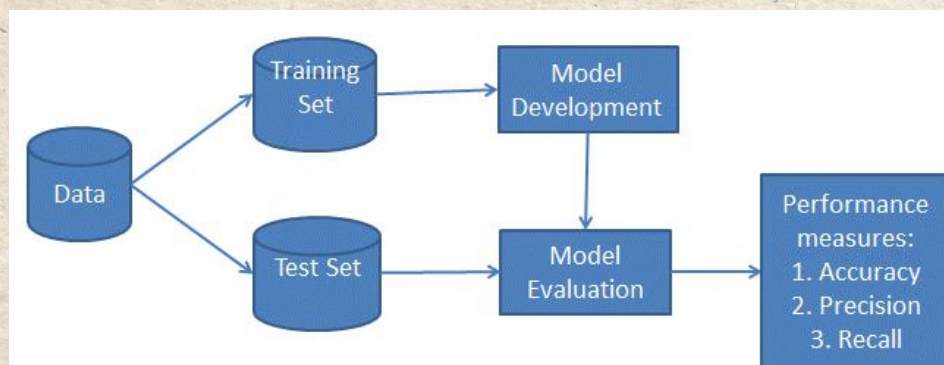 Training
Set
Model
Development
Data
Test Set
Model
Evaluation
Performance
measures:
1. Accuracy
2. Precision
3. Recall